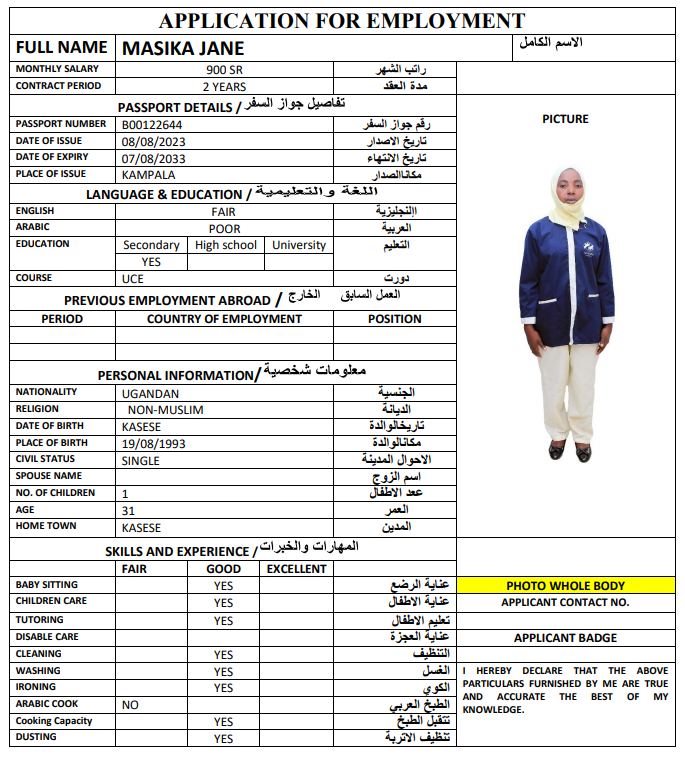 APPLICATION FOR EMPLOYMENT
FULL NAME MASIKA JANE الاسم الكامل
MONTHLY SALARY 900 SR راتب الشهر
CONTRACT PERIOD 2 YEARS مدة العقد
PASSPORT DETAILS / تفاصيل جواز السفر
PASSPORT NUMBER B00122644 رقم جواز السفر
PICTURE
DATE OF ISSUE 08/08/2023 تاريخ الاصدار
DATE OF EXPIRY 07/08/2033 تاريخ الانتهاء
PLACE OF ISSUE KAMPALA مكاناالصدار
LANGUAGE & EDUCATION / اللغة والتعليمية
ENGLISH FAIR اإلنجليزية
ARABIC POOR العربية
EDUCATION Secondary High school University التعليم
YES
COURSE UCE دورت
PREVIOUS EMPLOYMENT ABROAD / العمل السابق الخارج
PERIOD COUNTRY OF EMPLOYMENT POSITION
PERSONAL INFORMATION/ معلومات شخصية
NATIONALITY UGANDAN الجنسية
RELIGION NON-MUSLIM الديانة
DATE OF BIRTH KASESE تاريخالوالدة
PLACE OF BIRTH 19/08/1993 مكانالوالدة
CIVIL STATUS SINGLE الاحوال المدينة
SPOUSE NAME اسم الزوج
NO. OF CHILDREN 1 عدد الاطفال
AGE 31 العمر
HOME TOWN KASESE المدين
SKILLS AND EXPERIENCE / المهارات والخبرات
FAIR GOOD EXCELLENT
BABY SITTING YES عناية الرضع
PHOTO WHOLE BODY
CHILDREN CARE YES عناية الاطفال
APPLICANT CONTACT NO.
TUTORING YES تعليم الاطفال
DISABLE CARE عناية العجزة
APPLICANT BADGE
CLEANING YES التنظيف
WASHING YES الغسل
IRONING YES الكوي
ARABIC COOK NO الطبخ العربي
Cooking Capacity YES تتقبل الطبخ
DUSTING YES تنظيف الاتربة
I HEREBY DECLARE THAT THE ABOVE
PARTICULARS FURNISHED BY ME ARE TRUE
AND ACCURATE THE BEST OF MY
KNOWLEDGE.